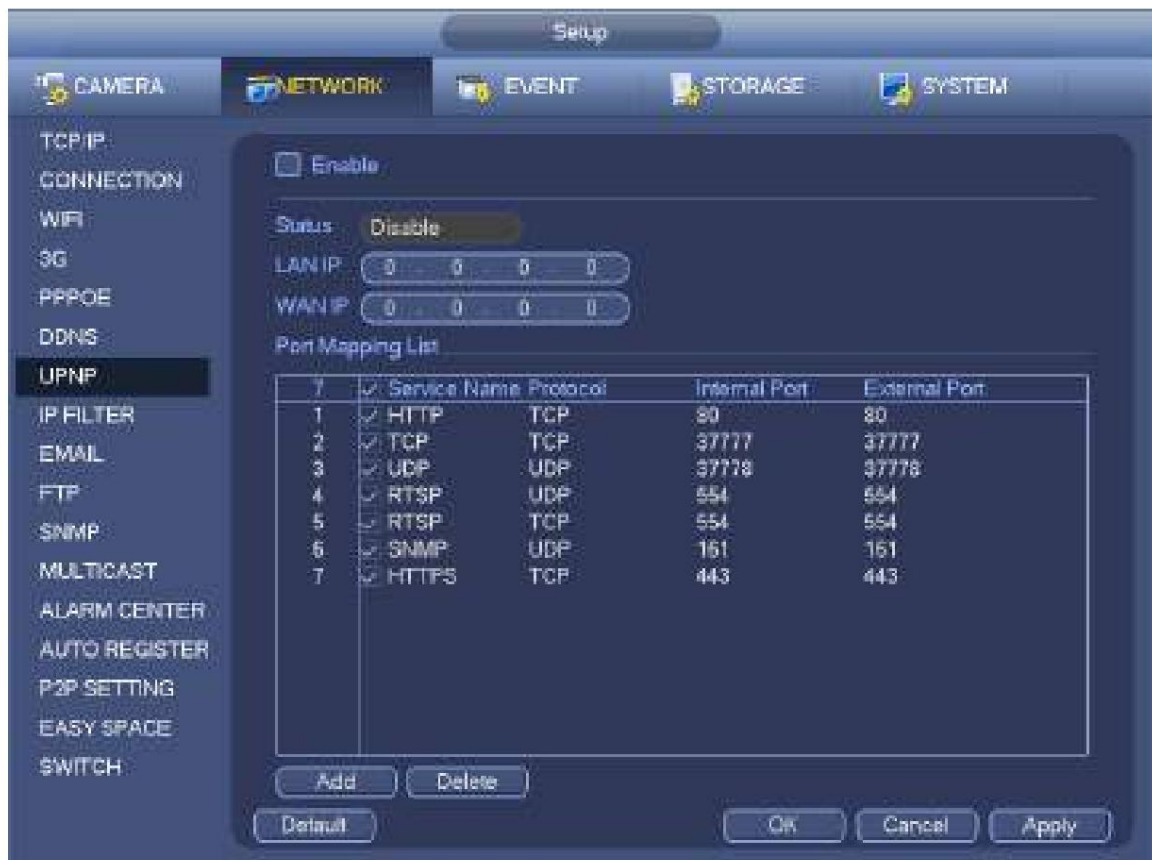 Setup
CAMERA NETWORK EVENT STORAGE SYSTEM
TCP/IP
CONNECTION
WIFI
3G
PPPOE
DDNS
UPNP
IP FILTER
EMAIL
FTP
SNMP
MULTICAST
ALARM CENTER
AUTO REGISTER
P2P SETTING
EASY SPACE
SWITCH
Enable
Status Disable
LAN IP 0 . 0 . 0 . 0
WAN IP 0 . 0 . 0 . 0
Port Mapping List
7 Service Name Protocol Internal Port External Port
1 HTTP TCP 80 80
2 TCP TCP 37777 37777
3 UDP UDP 37778 37778
4 RTSP UDP 554 554
5 RTSP TCP 554 554
6 SNMP UDP 161 161
7 HTTPS TCP 443 443
Add Delete
Default OK Cancel Apply